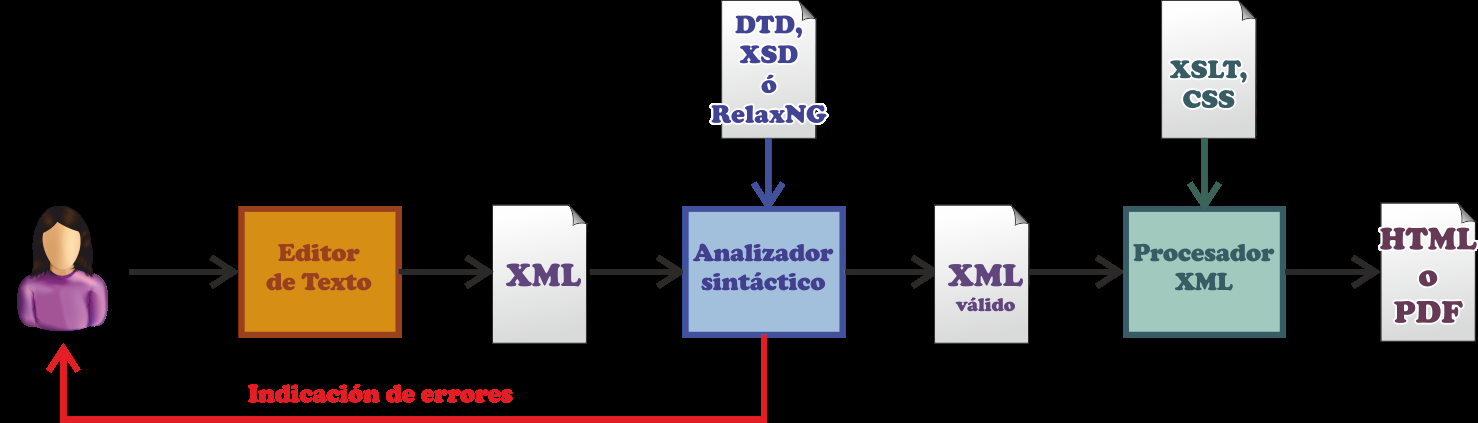 DTD,
XSD
ó
RelaxNG
XSLT,
CSS
Editor
de Texto
XML
Analizador
sintáctico
XML
válido
Procesador
XML
HTML
o
PDF
Indicación de errores